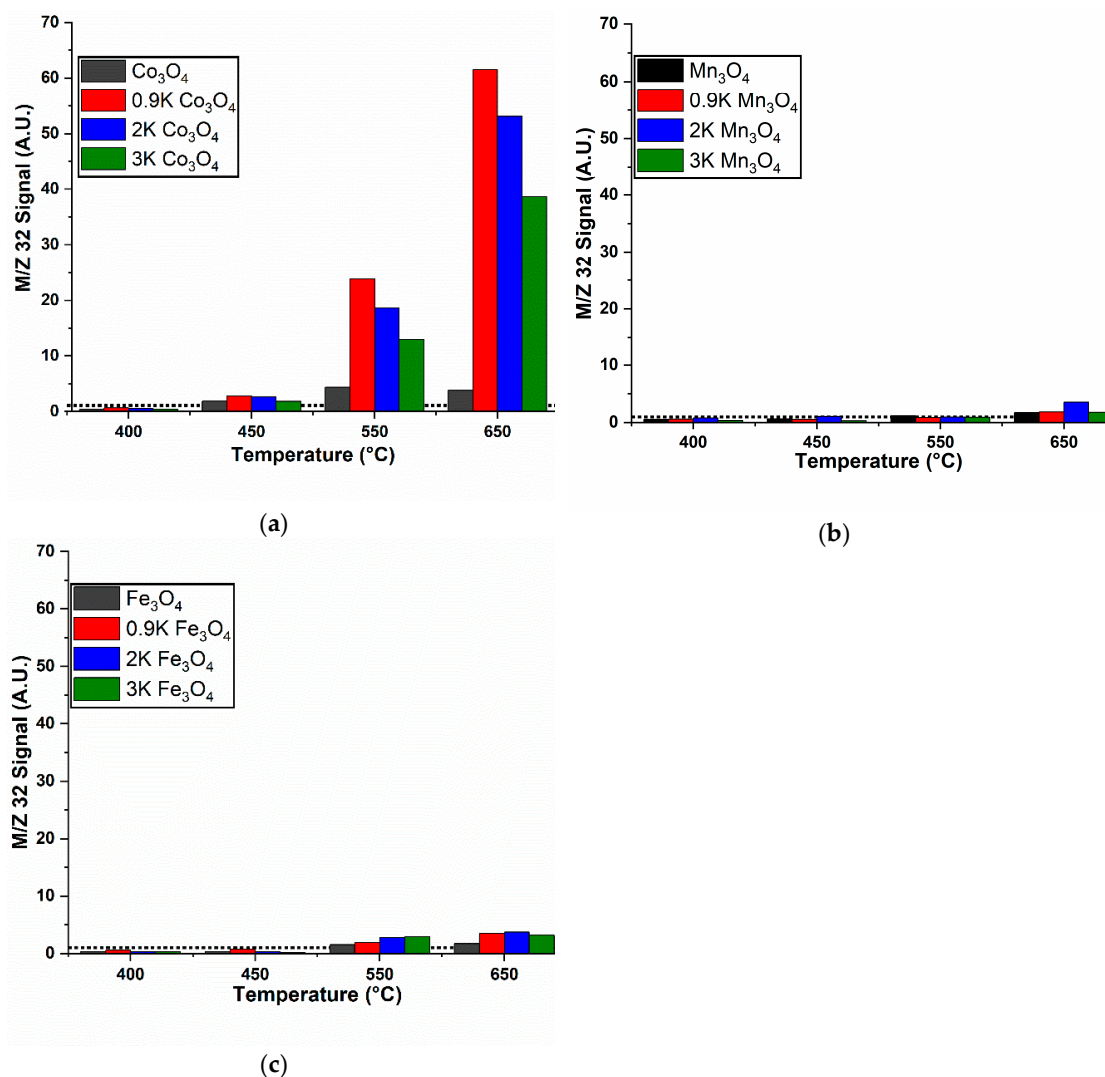 70
60
50
40
30
20
10
0
M/Z 32 Signal (A.U.)
Co₃O₄
0.9K Co₃O₄
2K Co₃O₄
3K Co₃O₄
400 450 550 650
Temperature (°C)
(a)
70
60
50
40
30
20
10
0
M/Z 32 Signal (A.U.)
Mn₃O₄
0.9K Mn₃O₄
2K Mn₃O₄
3K Mn₃O₄
400 450 550 650
Temperature (°C)
(b)
70
60
50
40
30
20
10
0
M/Z 32 Signal (A.U.)
Fe₃O₄
0.9K Fe₃O₄
2K Fe₃O₄
3K Fe₃O₄
400 450 550 650
Temperature (°C)
(c)